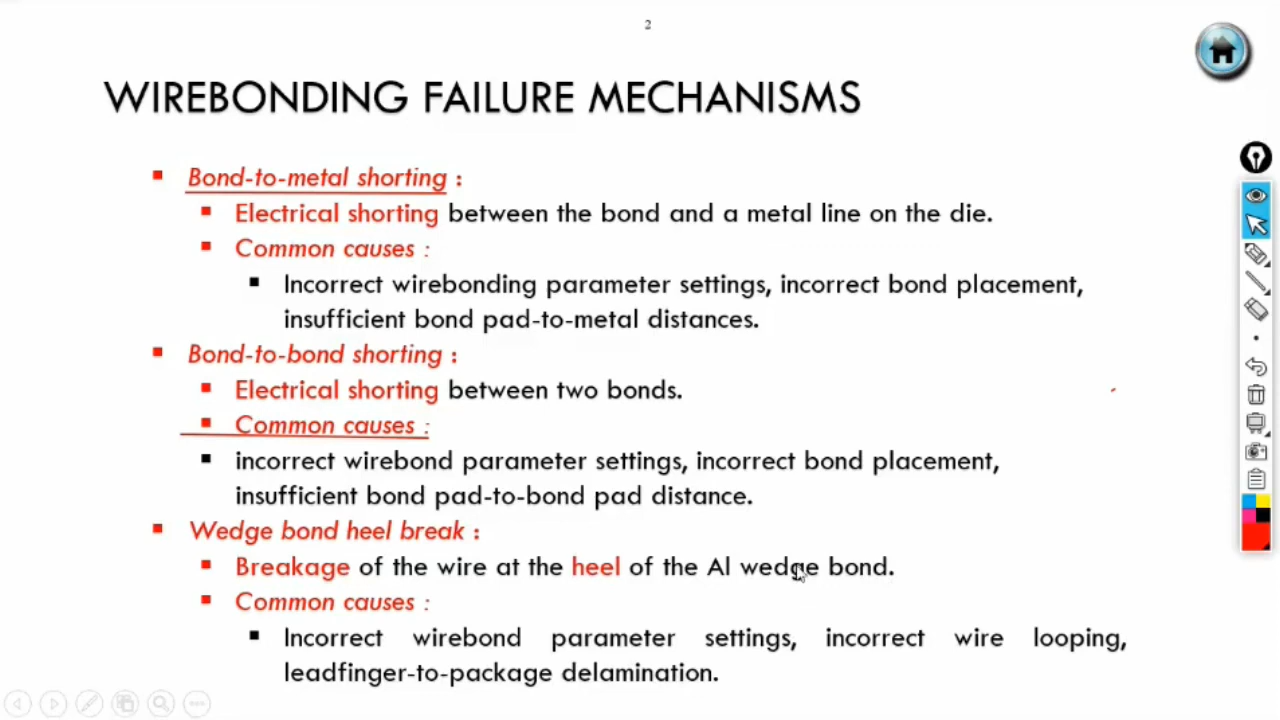 2
WIREBONDING FAILURE MECHANISMS
Bond-to-metal shorting :
Electrical shorting between the bond and a metal line on the die.
Common causes :
Incorrect wirebonding parameter settings, incorrect bond placement,
insufficient bond pad-to-metal distances.
Bond-to-bond shorting :
Electrical shorting between two bonds.
Common causes :
incorrect wirebond parameter settings, incorrect bond placement,
insufficient bond pad-to-bond pad distance.
Wedge bond heel break :
Breakage of the wire at the heel of the Al wedge bond.
Common causes :
Incorrect wirebond parameter settings, incorrect wire looping,
leadfinger-to-package delamination.